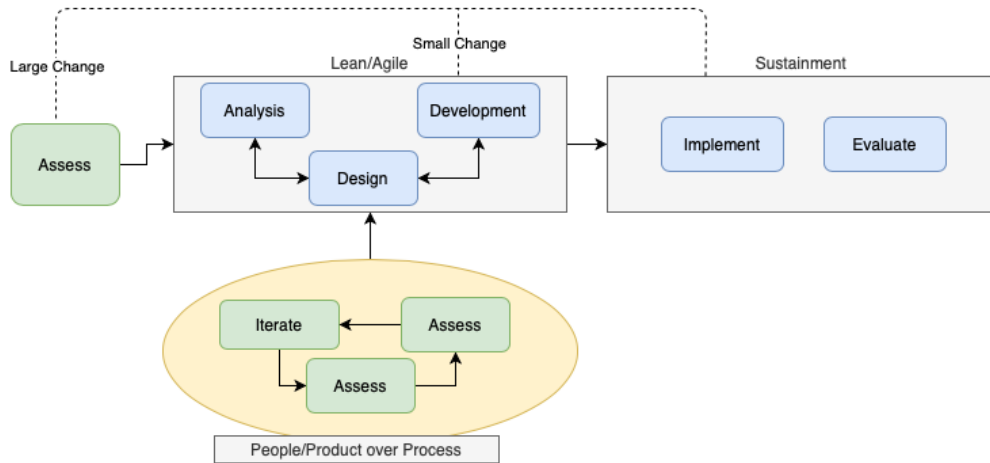 Small Change
Large Change
Lean/Agile
Sustainment
Analysis
Development
Assess
Design
Implement
Evaluate
Iterate
Assess
Assess
People/Product over Process